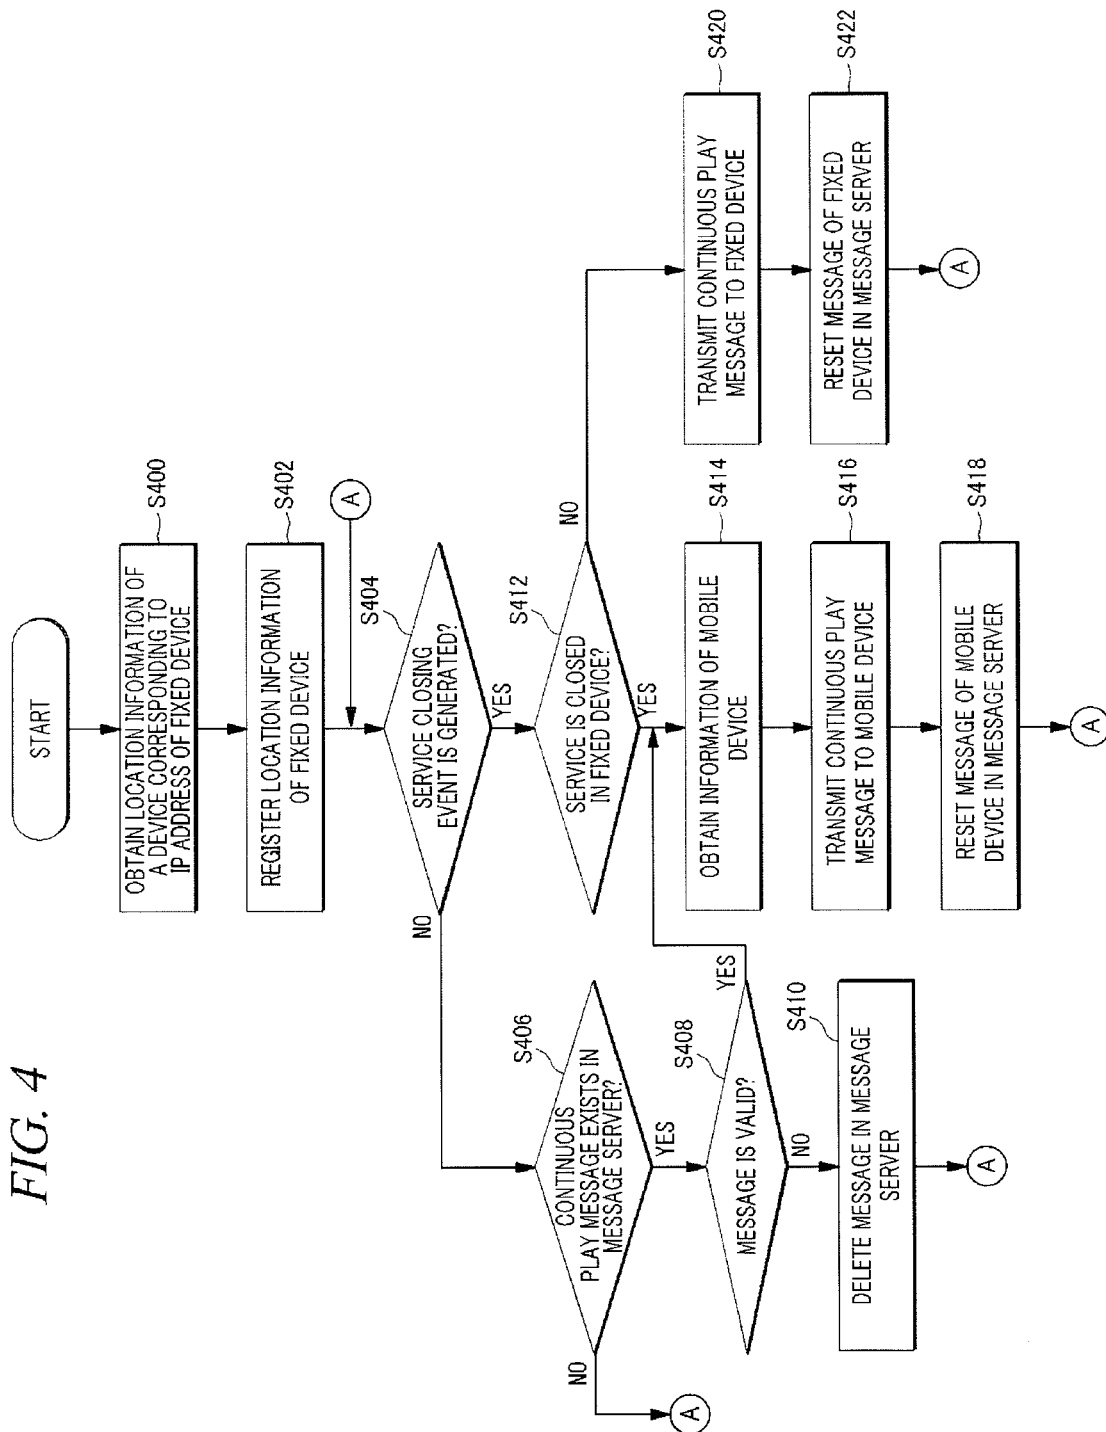 FIG. 4
START
OBTAIN LOCATION INFORMATION OF
A DEVICE CORRESPONDING TO
IP ADDRESS OF FIXED DEVICE
S400
REGISTER LOCATION INFORMATION
OF FIXED DEVICE
S402
A
SERVICE CLOSING
EVENT IS GENERATED?
S404
NO
YES
CONTINUOUS
PLAY MESSAGE EXISTS IN
MESSAGE SERVER?
S406
NO
A
YES
MESSAGE IS VALID?
S408
YES
NO
DELETE MESSAGE IN MESSAGE
SERVER
S410
A
SERVICE IS CLOSED
IN FIXED DEVICE?
S412
NO
YES
OBTAIN INFORMATION OF MOBILE
DEVICE
S414
TRANSMIT CONTINUOUS PLAY
MESSAGE TO MOBILE DEVICE
S416
RESET MESSAGE OF MOBILE
DEVICE IN MESSAGE SERVER
S418
A
TRANSMIT CONTINUOUS PLAY
MESSAGE TO FIXED DEVICE
S420
RESET MESSAGE OF FIXED
DEVICE IN MESSAGE SERVER
S422
A